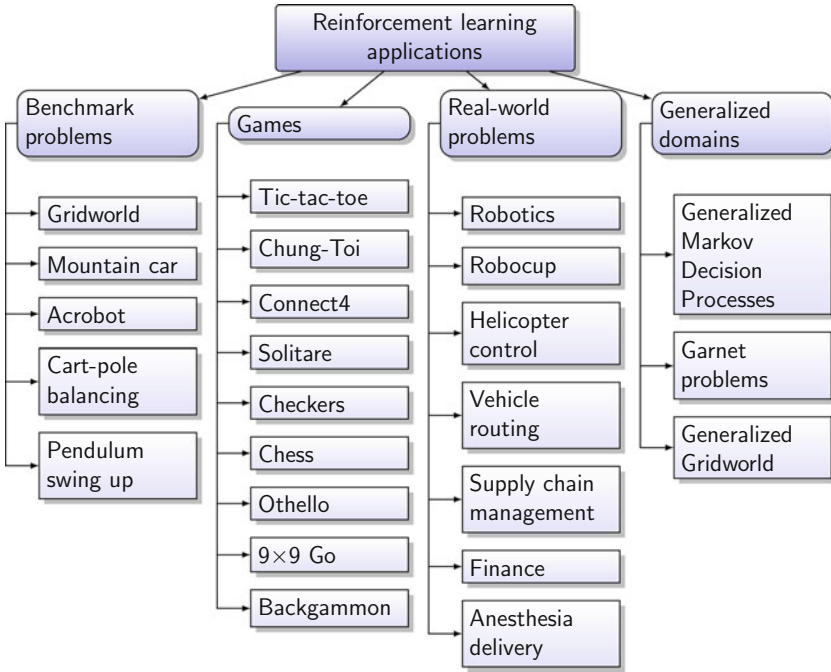 Reinforcement learning
applications
Benchmark
problems
Gridworld
Mountain car
Acrobot
Cart-pole
balancing
Pendulum
swing up
Games
Tic-tac-toe
Chung-Toi
Connect4
Solitare
Checkers
Chess
Othello
9×9 Go
Backgammon
Real-world
problems
Robotics
Robocup
Helicopter
control
Vehicle
routing
Supply chain
management
Finance
Anesthesia
delivery
Generalized
domains
Generalized
Markov
Decision
Processes
Garnet
problems
Generalized
Gridworld